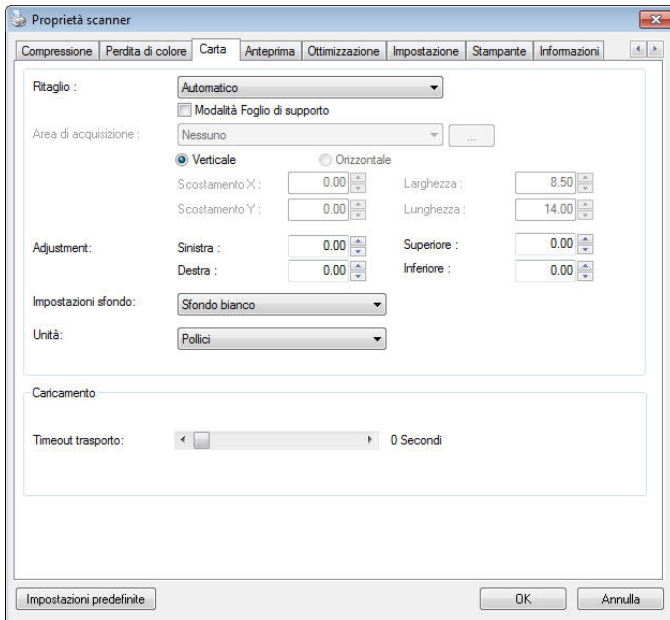 Proprietà scanner
Compressione Perdita di colore Carta Anteprima Ottimizzazione Impostazione Stampante Informazioni
Ritaglio : Automatico
Modalità Foglio di supporto
Area di acquisizione : Nessuno ...
Verticale Orizzontale
Scostamento X : 0.00 Larghezza : 8.50
Scostamento Y : 0.00 Lunghezza : 14.00
Adjustment: Sinistra : 0.00 Superiore : 0.00
Destra : 0.00 Inferiore : 0.00
Impostazioni sfondo: Sfondo bianco
Unità: Pollici
Caricamento
Timeout trasporto: 0 Secondi
Impostazioni predefinite OK Annulla